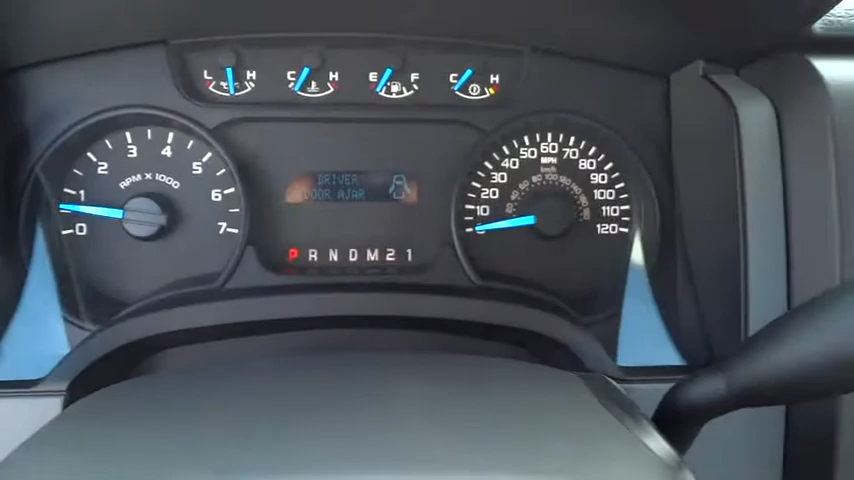 L H C H E F C H
0 1 2 3 4 5 6 7
RPM X 1000
DRIVER
DOOR AJAR
P R N D M 2 1
10 20 30 40 50 60 70 80 90 100 110 120
MPH
km/h